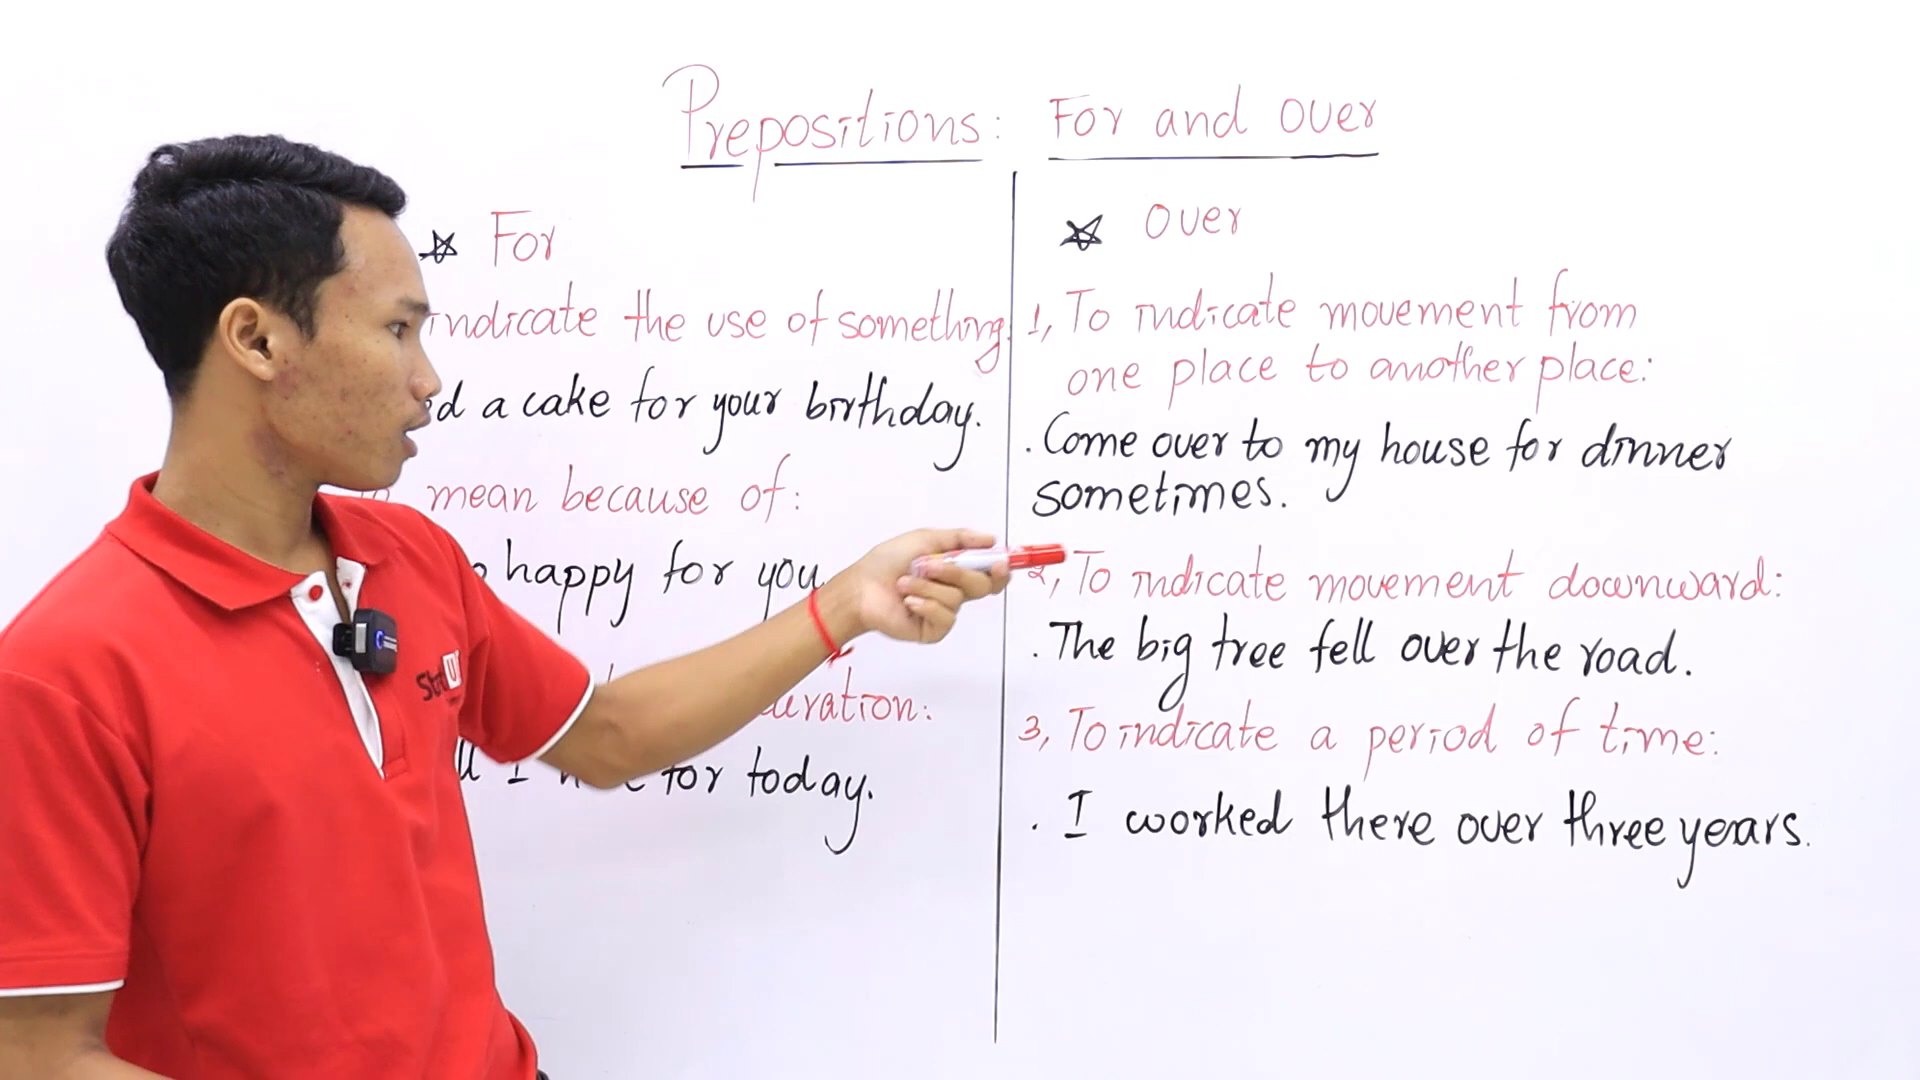 Prepositions: For and over
For
indicate the use of something.
a cake for your birthday.
mean because of:
happy for you
duration:
I for today.
over
1, To indicate movement from
one place to another place:
. Come over to my house for dinner
sometimes.
2, To indicate movement downward:
. The big tree fell over the road.
3, To indicate a period of time:
. I worked there over three years.